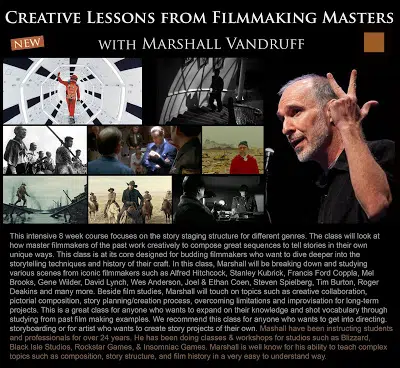 Creative Lessons from Filmmaking Masters
NEW
with Marshall Vandruff
This intensive 8 week course focuses on the story staging structure for different genres. The class will look at
how master filmmakers of the past work creatively to compose great sequences to tell stories in their own
unique ways. This class is at its core designed for budding filmmakers who want to dive deeper into the
storytelling techniques and history of their craft. In this class, Marshall will be breaking down and studying
various scenes from iconic filmmakers such as Alfred Hitchcock, Stanley Kubrick, Francis Ford Coppla, Mel
Brooks, Gene Wilder, David Lynch, Wes Anderson, Joel & Ethan Coen, Steven Spielberg, Tim Burton, Roger
Deakins and many more. Beside film studies, Marshall will touch on topics such as creative collaboration,
pictorial composition, story planning/creation process, overcoming limitations and improvisation for long-term
projects. This is a great class for anyone who wants to expand on their knowledge and shot vocabulary through
studying from past film making examples. We recommend this class for anyone who wants to get into directing,
storyboarding or for artist who wants to create story projects of their own. Mashall have been instructing students
and professionals for over 24 years. He has been doing classes & workshops for studios such as Blizzard,
Black Isle Studios, Rockstar Games, & Insomniac Games. Marshall is well know for his ability to teach complex
topics such as composition, story structure, and film history in a very easy to understand way.